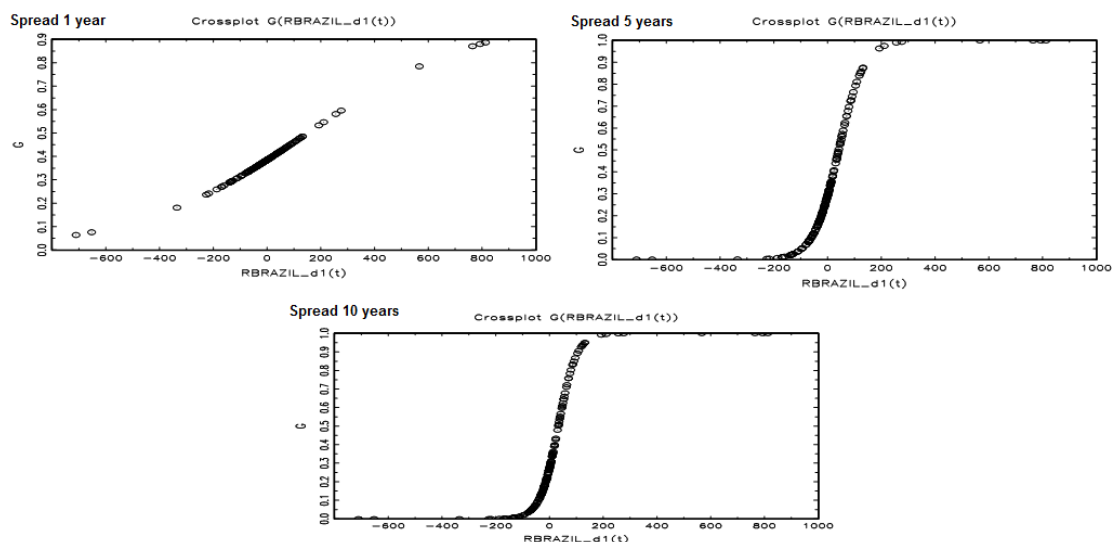 Spread 1 year
Crossplot G(RBRAZIL_d1(t))
G
0.0 0.1 0.2 0.3 0.4 0.5 0.6 0.7 0.8 0.9
-600 -400 -200 0 200 400 600 800 1000
RBRAZIL_d1(t)
Spread 5 years
Crossplot G(RBRAZIL_d1(t))
G
0.0 0.1 0.2 0.3 0.4 0.5 0.6 0.7 0.8 0.9 1.0
-600 -400 -200 0 200 400 600 800 1000
RBRAZIL_d1(t)
Spread 10 years
Crossplot G(RBRAZIL_d1(t))
G
0.0 0.1 0.2 0.3 0.4 0.5 0.6 0.7 0.8 0.9 1.0
-600 -400 -200 0 200 400 600 800 1000
RBRAZIL_d1(t)